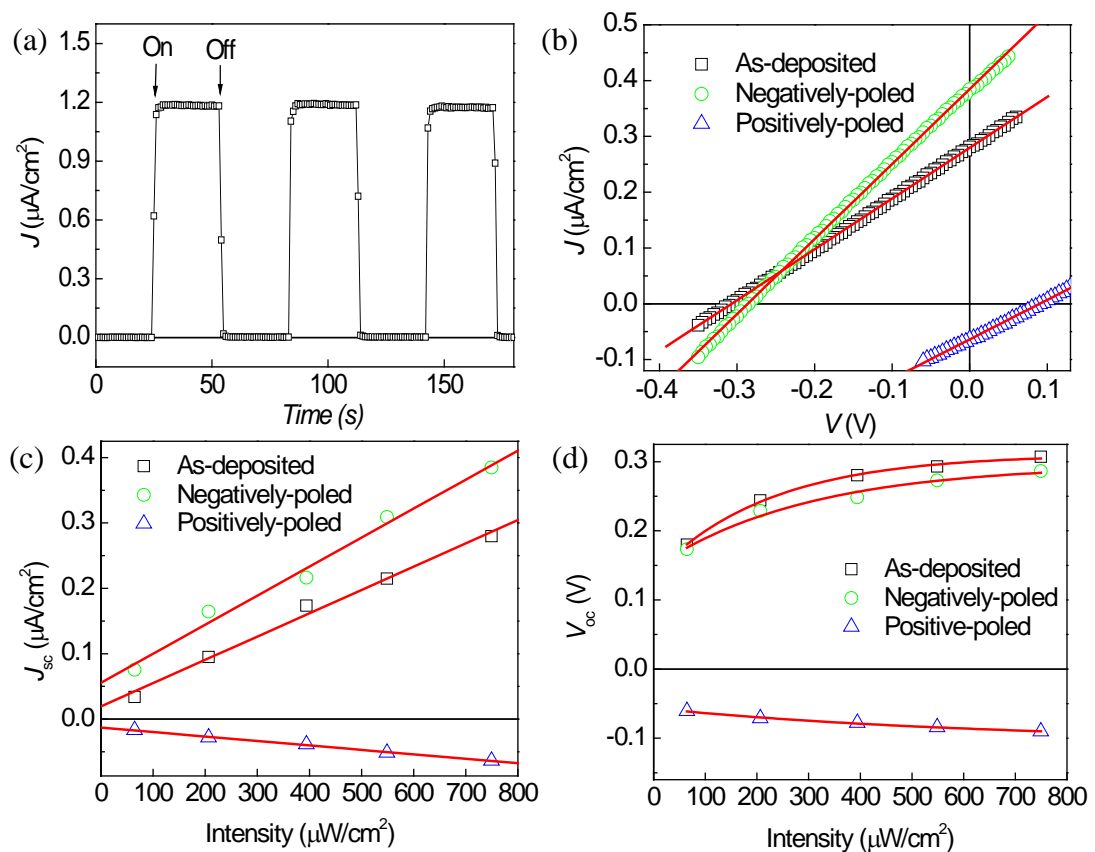 (a)
On
Off
J (μA/cm²)
1.5
1.2
0.9
0.6
0.3
0.0
0 50 100 150
Time (s)
(b)
As-deposited
Negatively-poled
Positively-poled
J (μA/cm²)
0.5
0.4
0.3
0.2
0.1
0.0
-0.1
-0.4 -0.3 -0.2 -0.1 0.0 0.1
V (V)
(c)
As-deposited
Negatively-poled
Positively-poled
Jsc (μA/cm²)
0.4
0.3
0.2
0.1
0.0
0 100 200 300 400 500 600 700 800
Intensity (μW/cm²)
(d)
As-deposited
Negatively-poled
Positive-poled
Voc (V)
0.3
0.2
0.1
0.0
-0.1
0 100 200 300 400 500 600 700 800
Intensity (μW/cm²)